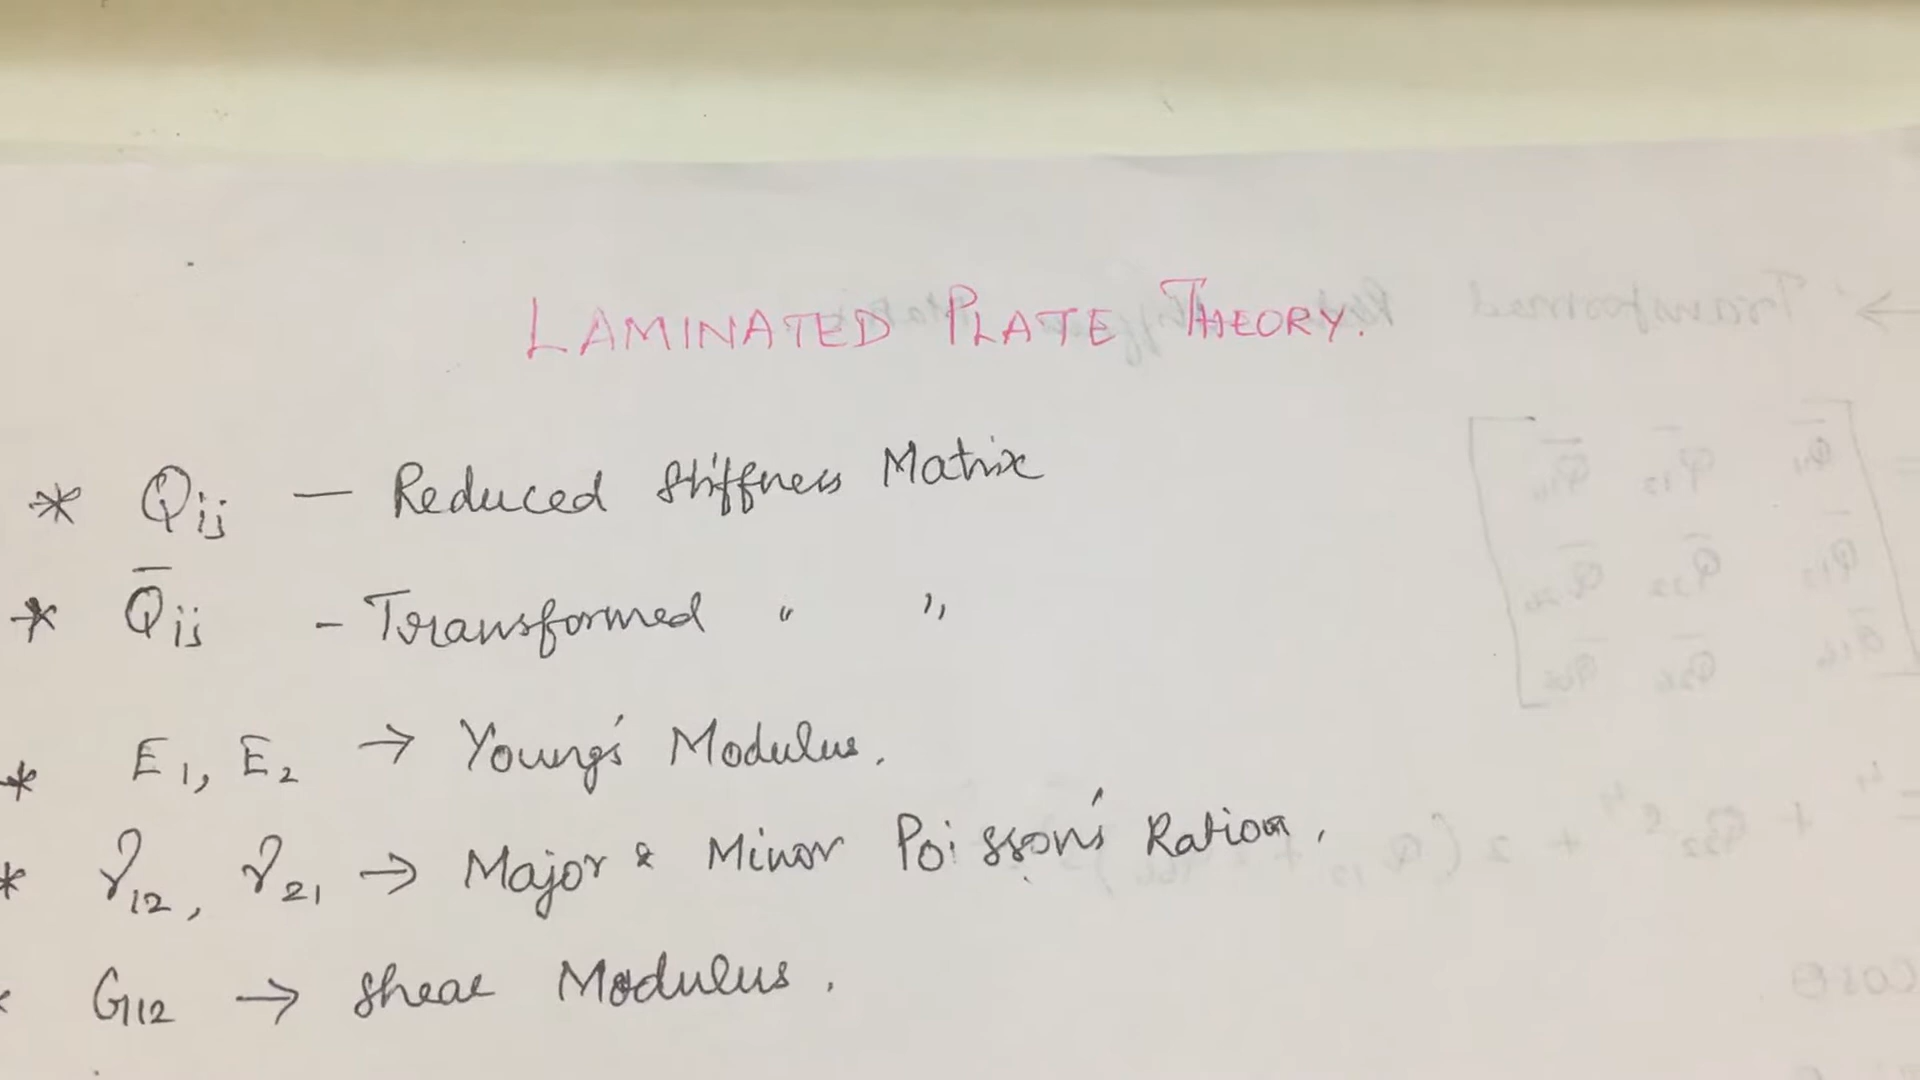 LAMINATED PLATE THEORY.
* Qij — Reduced Stiffness Matrix
* Q̄ij - Transformed " "
* E1, E2 → Young's Modulus.
* ν12, ν21 → Major & Minor Poisson's Ration.
* G12 → Shear Modulus.